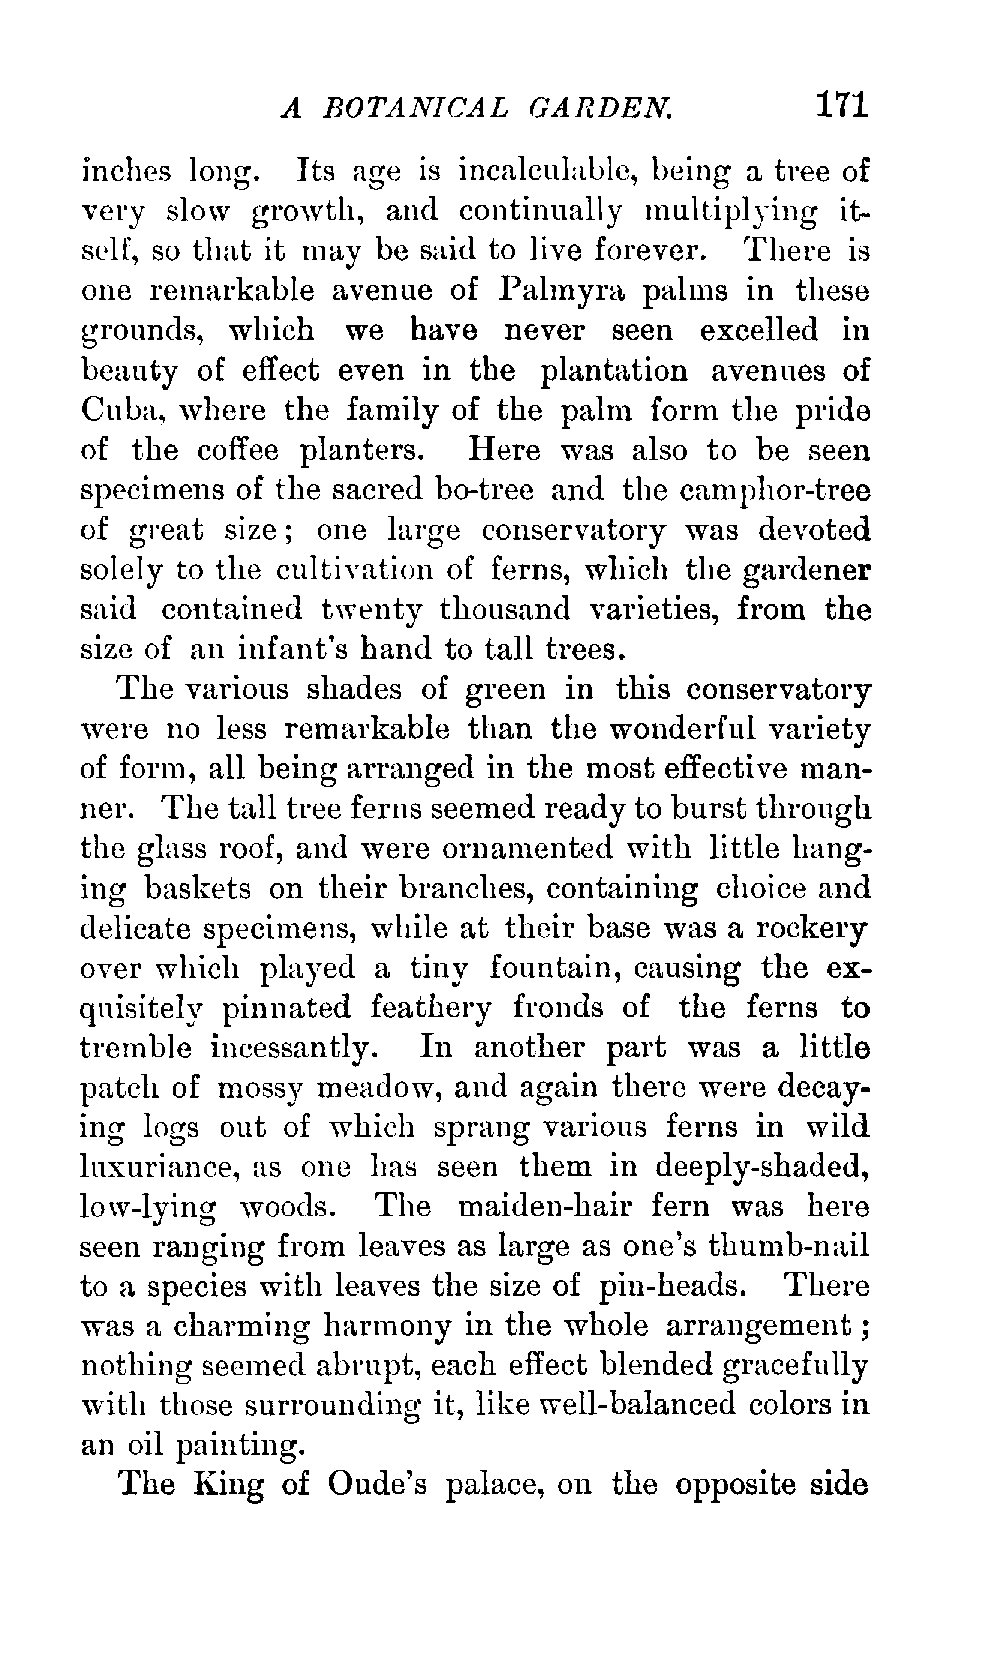 A BOTANICAL GARDEN. 171
inches long. Its age is incalculable, being a tree of
very slow growth, and continually multiplying it-
self, so that it may be said to live forever. There is
one remarkable avenue of Palmyra palms in these
grounds, which we have never seen excelled in
beauty of effect even in the plantation avenues of
Cuba, where the family of the palm form the pride
of the coffee planters. Here was also to be seen
specimens of the sacred bo-tree and the camphor-tree
of great size; one large conservatory was devoted
solely to the cultivation of ferns, which the gardener
said contained twenty thousand varieties, from the
size of an infant's hand to tall trees.
The various shades of green in this conservatory
were no less remarkable than the wonderful variety
of form, all being arranged in the most effective man-
ner. The tall tree ferns seemed ready to burst through
the glass roof, and were ornamented with little hang-
ing baskets on their branches, containing choice and
delicate specimens, while at their base was a rockery
over which played a tiny fountain, causing the ex-
quisitely pinnated feathery fronds of the ferns to
tremble incessantly. In another part was a little
patch of mossy meadow, and again there were decay-
ing logs out of which sprang various ferns in wild
luxuriance, as one has seen them in deeply-shaded,
low-lying woods. The maiden-hair fern was here
seen ranging from leaves as large as one's thumb-nail
to a species with leaves the size of pin-heads. There
was a charming harmony in the whole arrangement;
nothing seemed abrupt, each effect blended gracefully
with those surrounding it, like well-balanced colors in
an oil painting.
The King of Oude's palace, on the opposite side